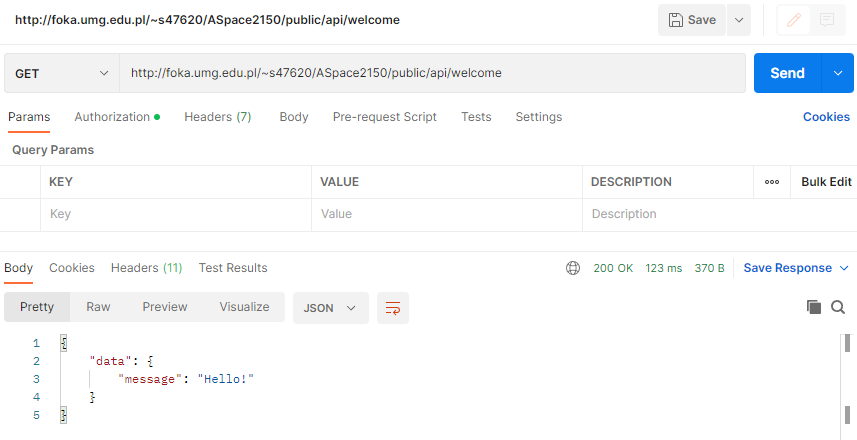 http://foka.umg.edu.pl/~s47620/ASpace2150/public/api/welcome
Save
GET
http://foka.umg.edu.pl/~s47620/ASpace2150/public/api/welcome
Send
Params Authorization Headers (7) Body Pre-request Script Tests Settings Cookies
Query Params
KEY VALUE DESCRIPTION Bulk Edit
Key Value Description
Body Cookies Headers (11) Test Results 200 OK 123 ms 370 B Save Response
Pretty Raw Preview Visualize JSON
1 {
2 "data": {
3 "message": "Hello!"
4 }
5 }